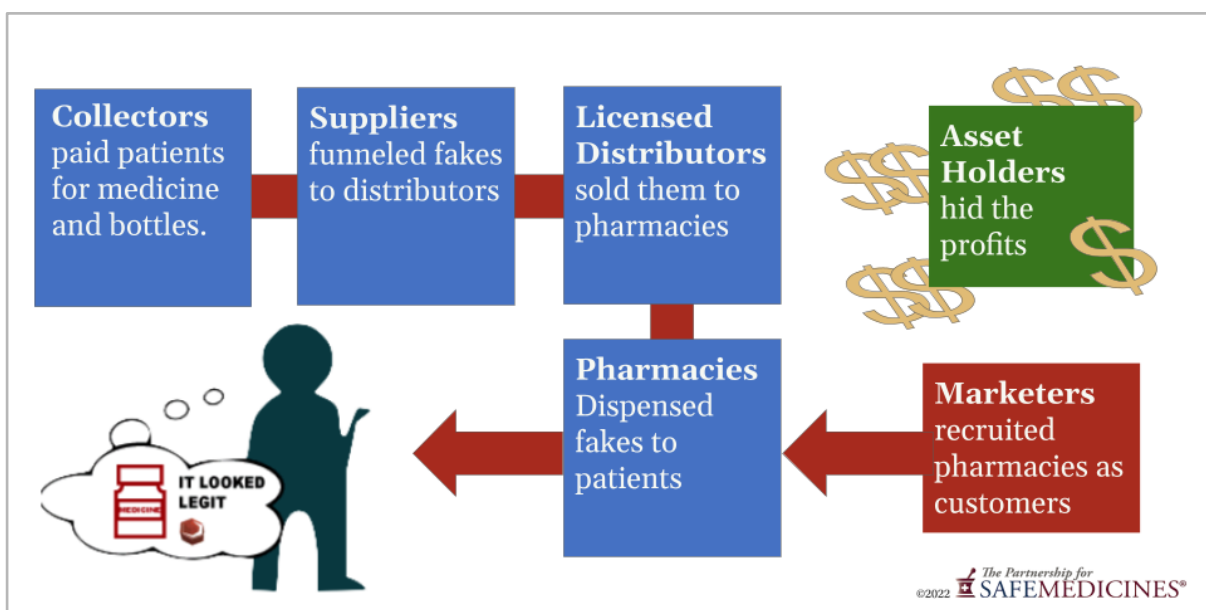 Collectors
paid patients
for medicine
and bottles.
Suppliers
funneled fakes
to distributors
Licensed
Distributors
sold them to
pharmacies
Asset
Holders
hid the
profits
$$
$$
$$
$
Pharmacies
Dispensed
fakes to
patients
Marketers
recruited
pharmacies as
customers
IT LOOKED
LEGIT
MEDICINE
The Partnership for
©2022 SAFEMEDICINES®